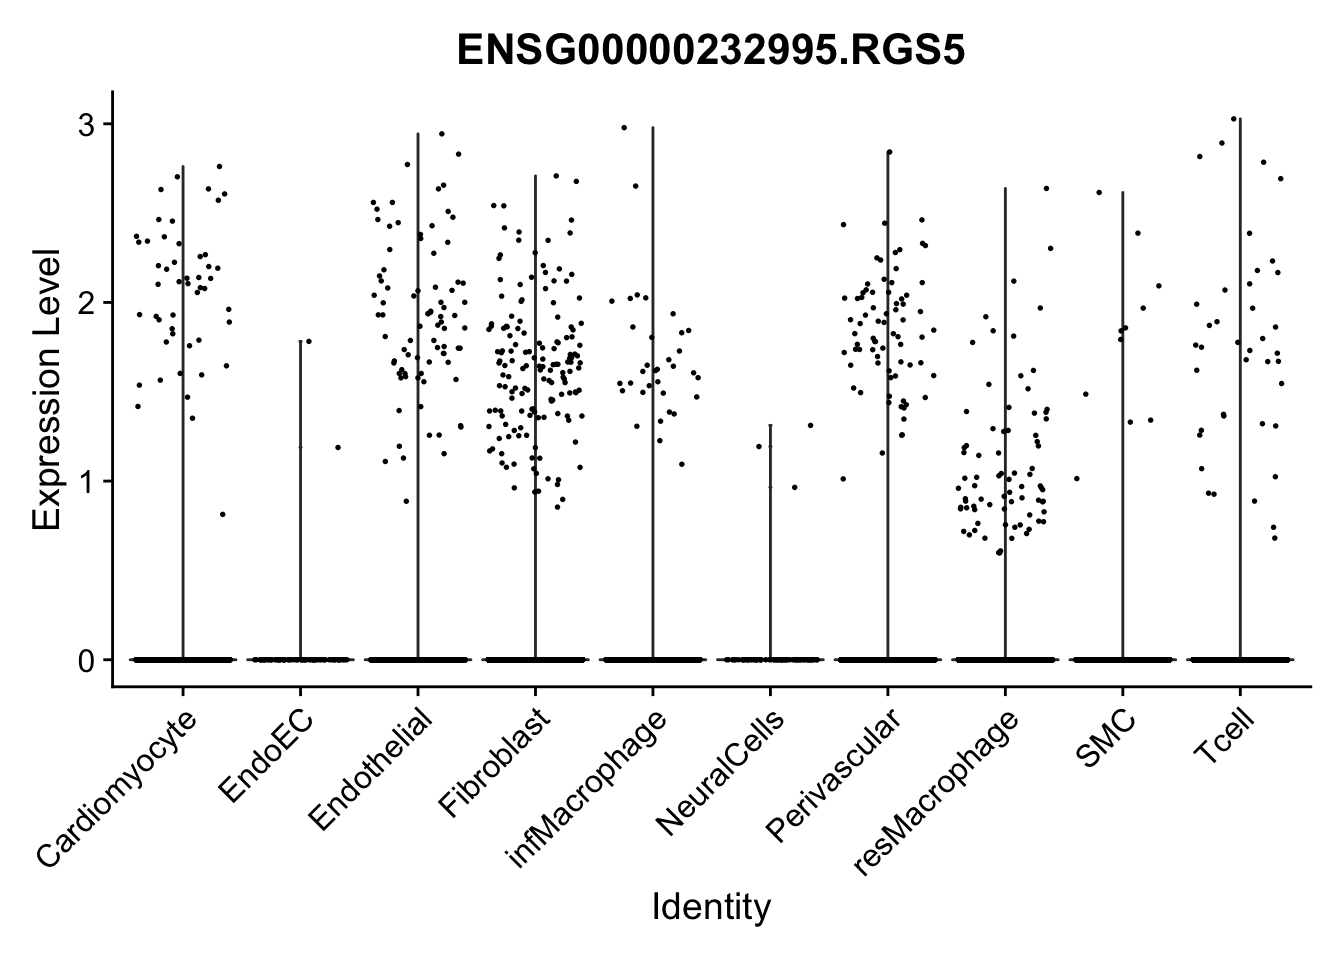 ENSG00000232995.RGS5
Expression Level
3
2
1
0
Cardiomyocyte
EndoEC
Endothelial
Fibroblast
infMacrophage
NeuralCells
Perivascular
resMacrophage
SMC
Tcell
Identity